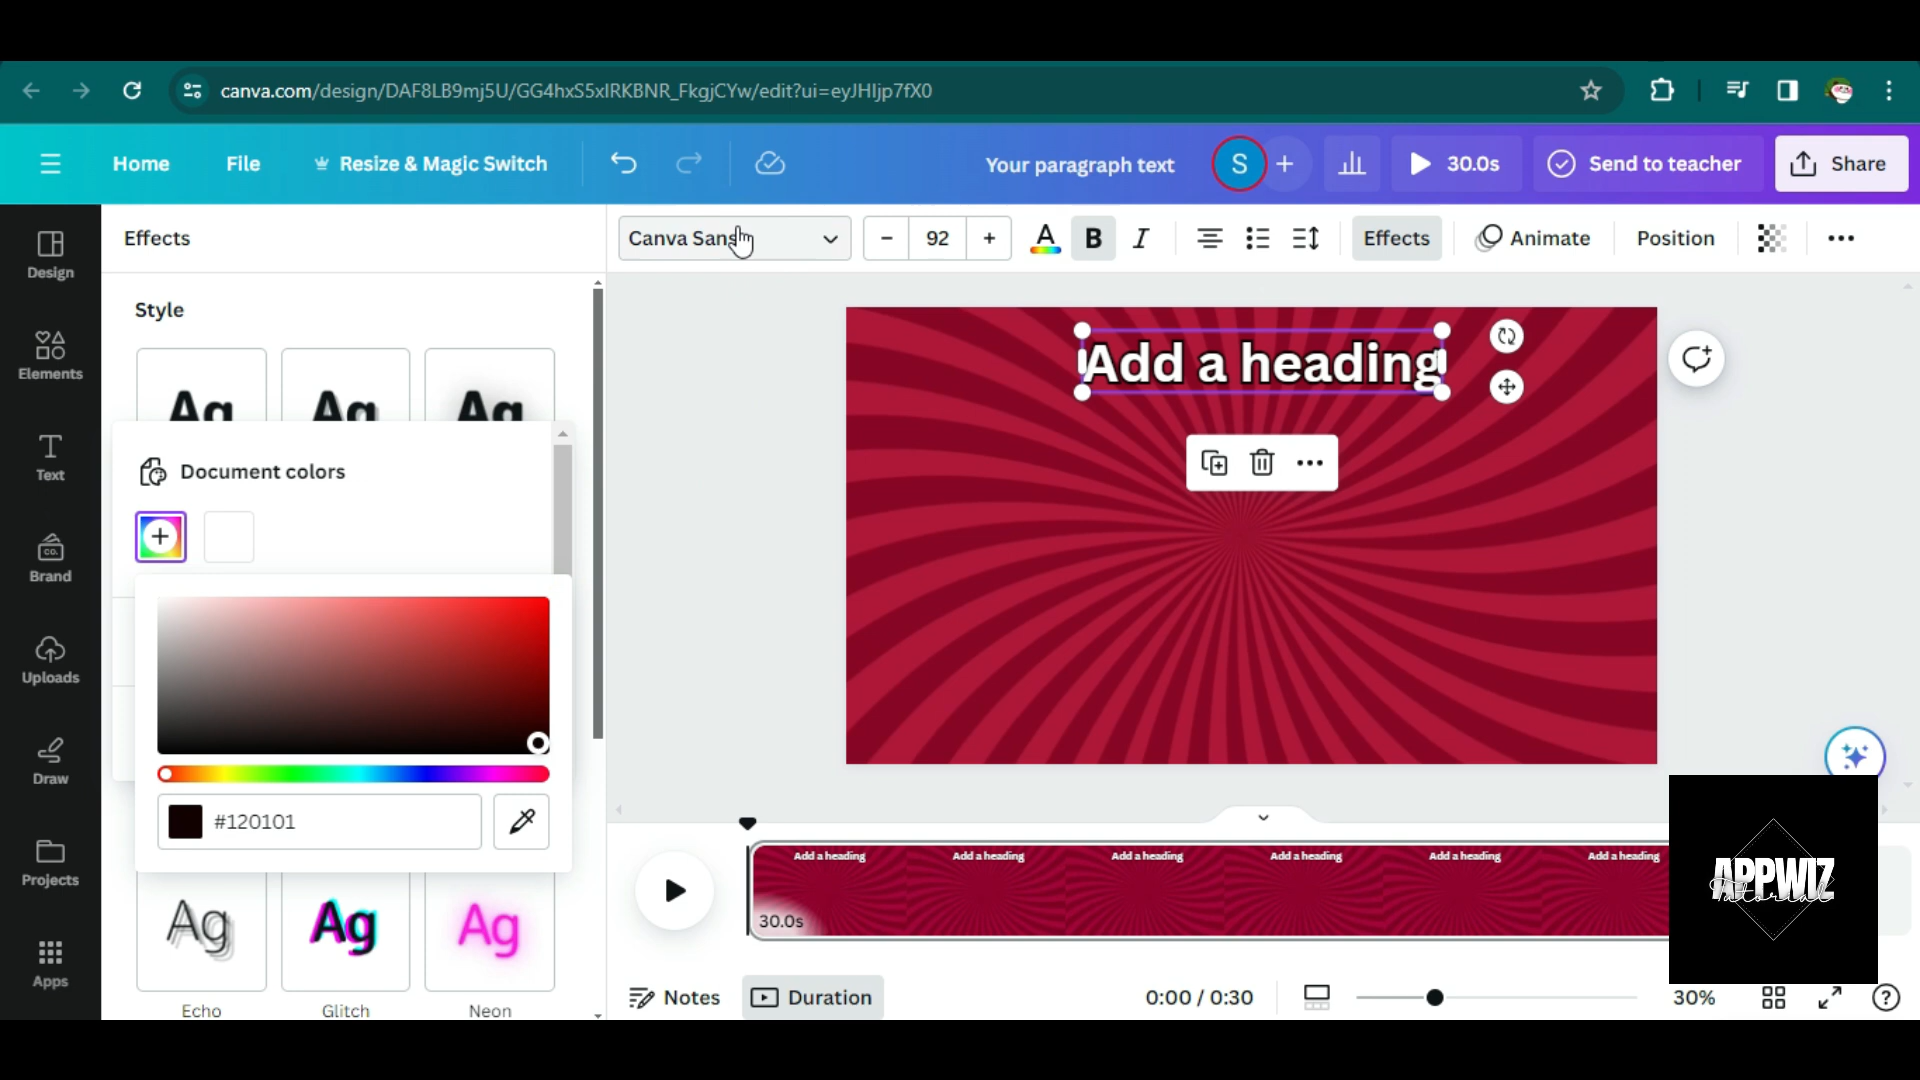 canva.com/design/DAF8LB9mj5U/GG4hxS5xIRKBNR_FkgjCYw/edit?ui=eyJHIjp7fX0
Home
File
Resize & Magic Switch
Your paragraph text
S
30.0s
Send to teacher
Share
Effects
Canva Sans
92
A
B
I
Effects
Animate
Position
Design
Elements
Text
CO.
Brand
Uploads
Draw
Projects
Apps
Style
Ag
Ag
Ag
Document colors
#120101
Ag
Ag
Ag
Echo
Glitch
Neon
Add a heading
Add a heading
Add a heading
Add a heading
Add a heading
Add a heading
Add a heading
30.0s
APPWIZ
Tutorial
Notes
Duration
0:00 / 0:30
30%